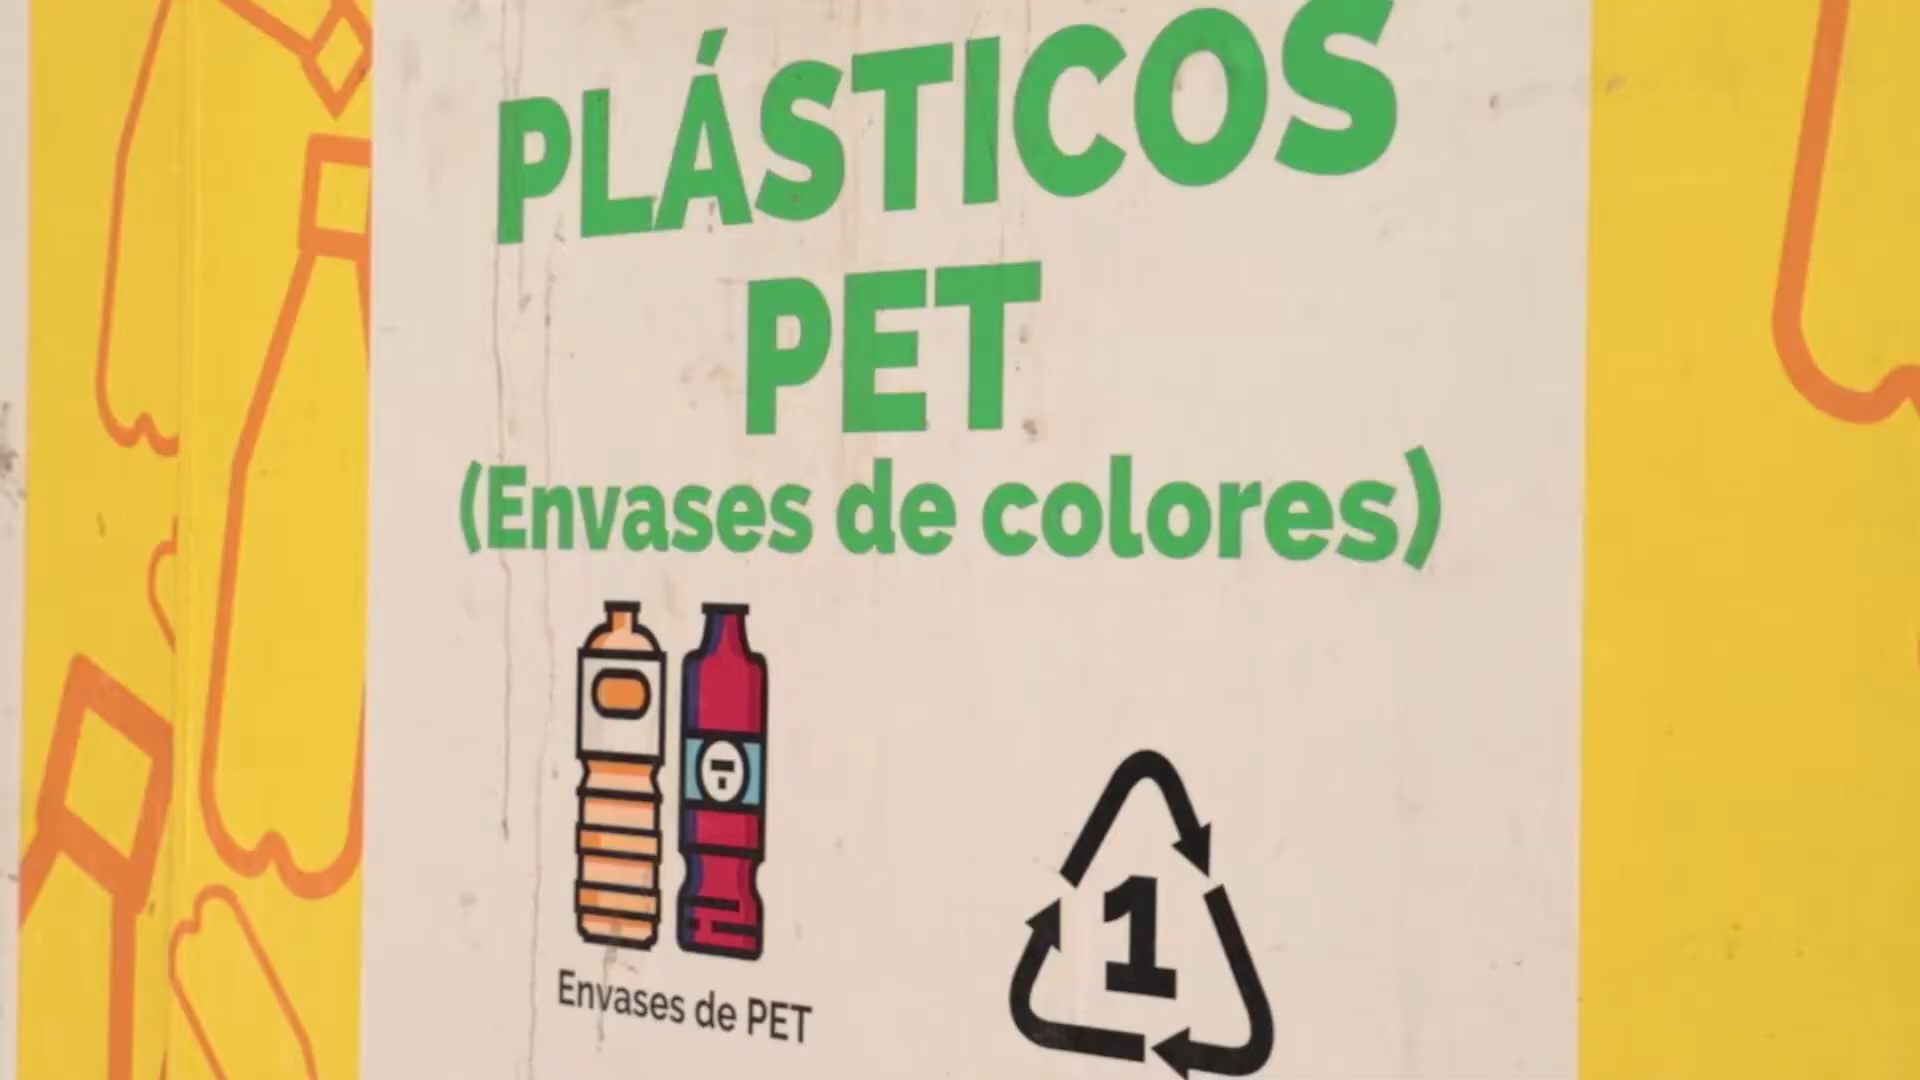 PLÁSTICOS
PET
(Envases de colores)
Envases de PET
1